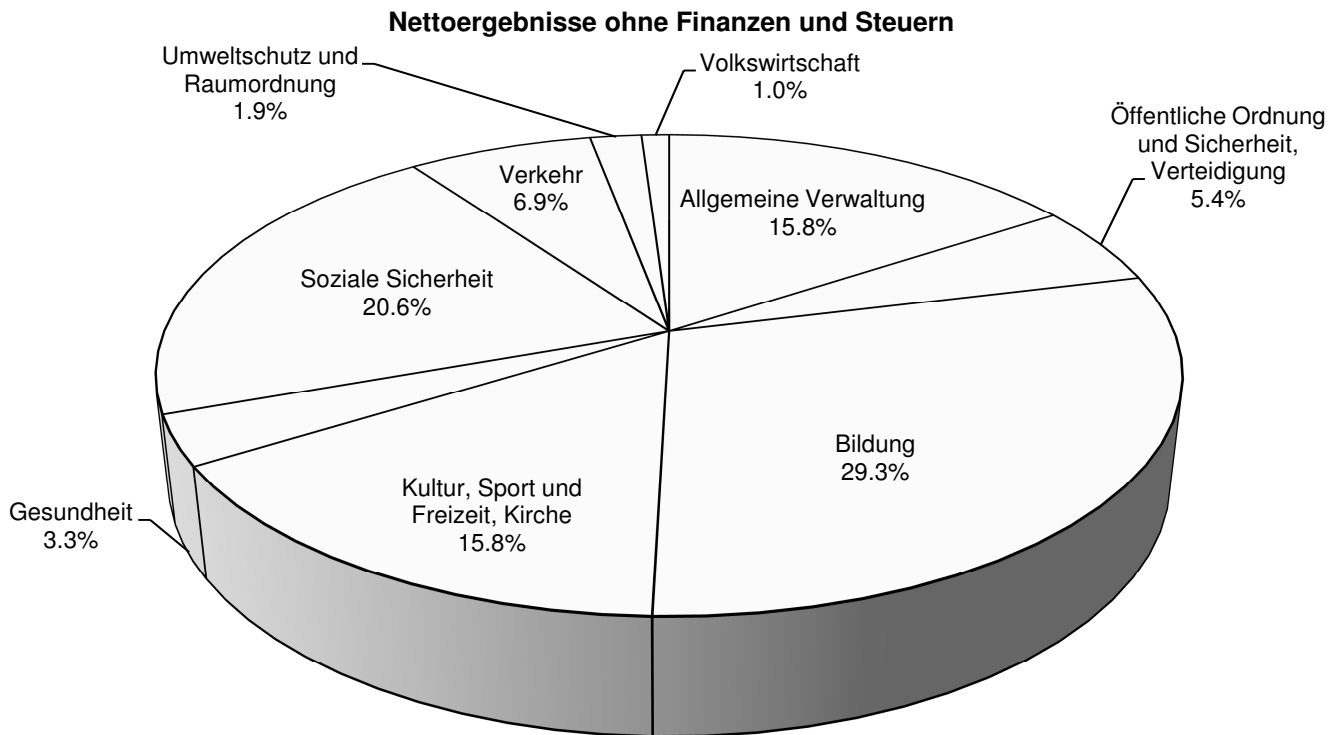 Nettoergebnisse ohne Finanzen und Steuern
Umweltschutz und
Raumordnung
1.9%
Volkswirtschaft
1.0%
Öffentliche Ordnung
und Sicherheit,
Verteidigung
5.4%
Verkehr
6.9%
Allgemeine Verwaltung
15.8%
Soziale Sicherheit
20.6%
Bildung
29.3%
Kultur, Sport und
Freizeit, Kirche
15.8%
Gesundheit
3.3%